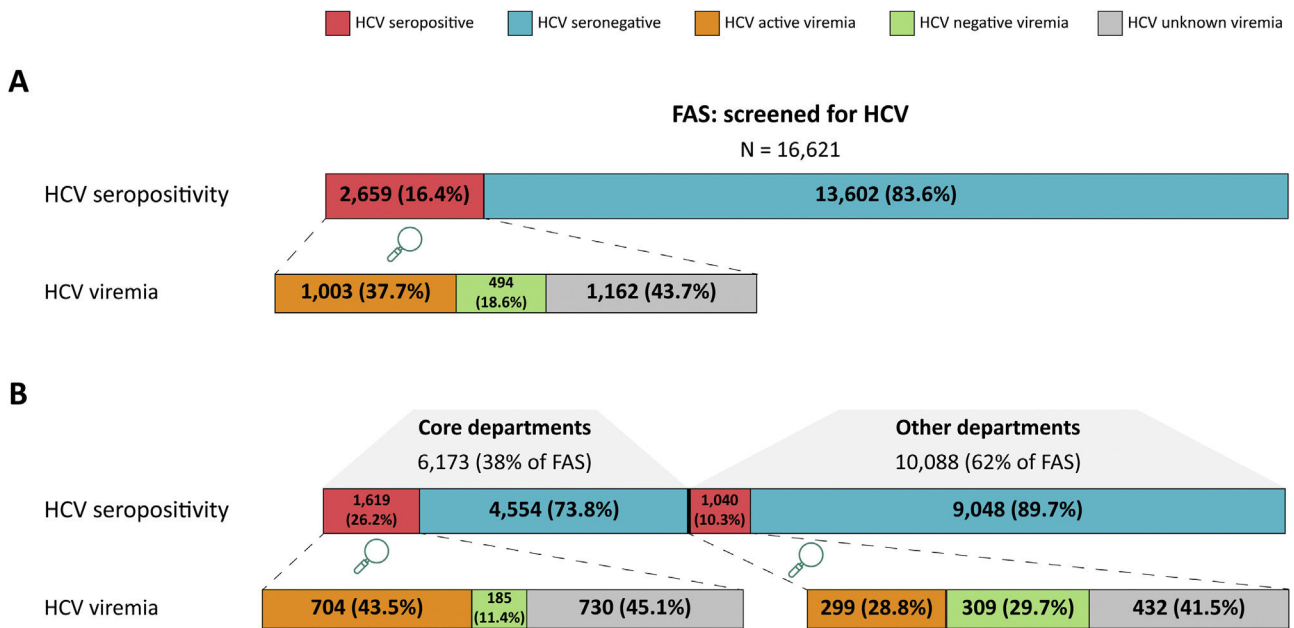 HCV seropositive HCV seronegative HCV active viremia HCV negative viremia HCV unknown viremia
A
FAS: screened for HCV
N = 16,621
HCV seropositivity 2,659 (16.4%) 13,602 (83.6%)
HCV viremia 1,003 (37.7%) 494 (18.6%) 1,162 (43.7%)
B
Core departments
6,173 (38% of FAS)
Other departments
10,088 (62% of FAS)
HCV seropositivity 1,619 (26.2%) 4,554 (73.8%) 1,040 (10.3%) 9,048 (89.7%)
HCV viremia 704 (43.5%) 185 (11.4%) 730 (45.1%) 299 (28.8%) 309 (29.7%) 432 (41.5%)